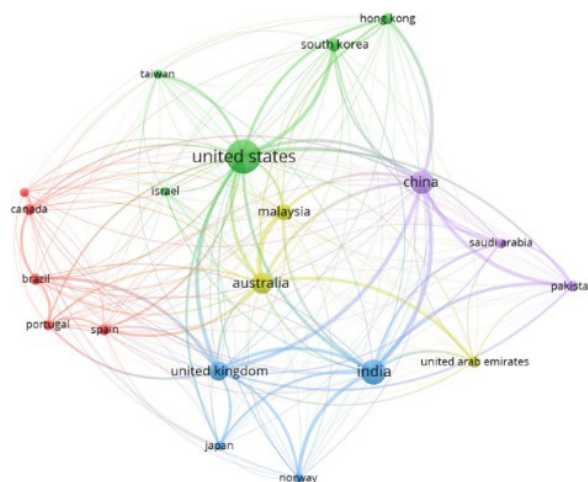 hong kong
south korea
taiwan
united states
israel
china
malaysia
canada
saudi arabia
brazil
australia
pakista
portugal
spain
united arab emirates
united kingdom
india
japan
norway